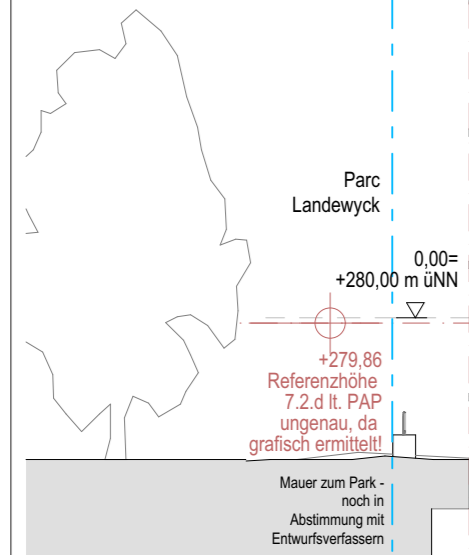 Parc
Landewyck
0,00=
+280,00 m üNN
+279,86
Referenzhöhe
7.2.d lt. PAP
ungenau, da
grafisch ermittelt!
Mauer zum Park -
noch in
Abstimmung mit
Entwurfsverfassern